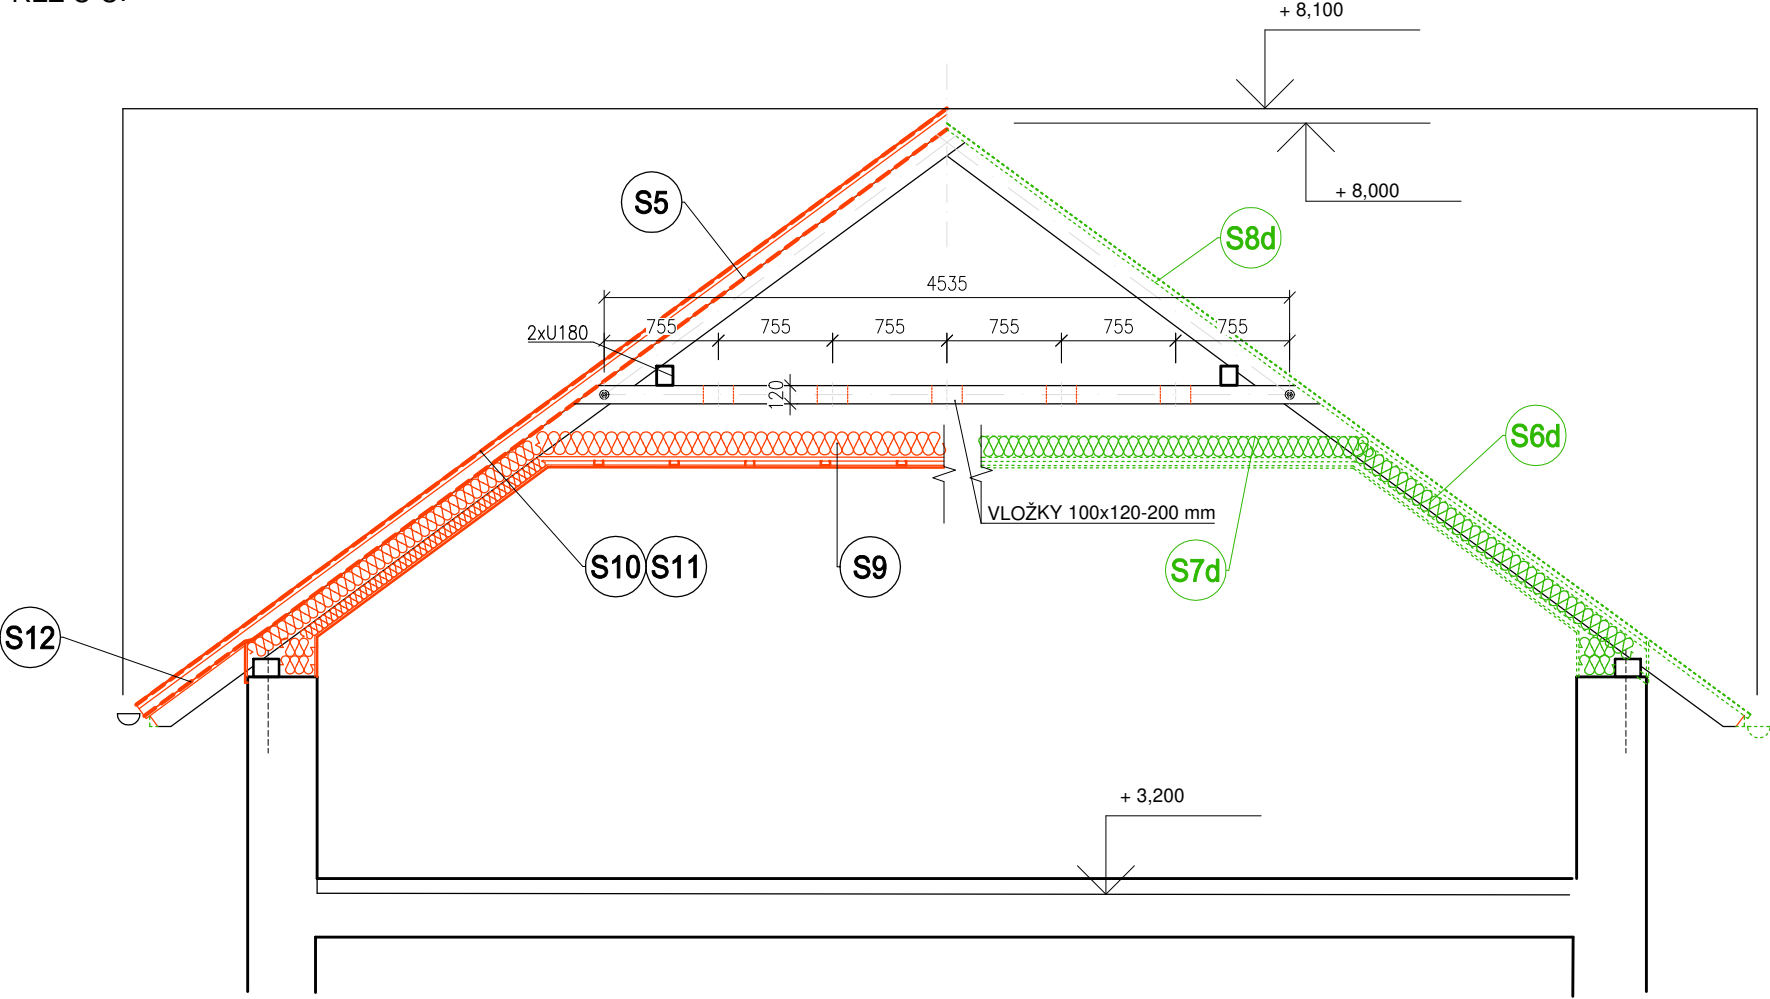 + 8,100
+ 8,000
S5
S8d
4535
2xU180
755 755 755 755 755 755
120
S6d
VLOŽKY 100x120-200 mm
S10 S11 S9 S7d
S12
+ 3,200